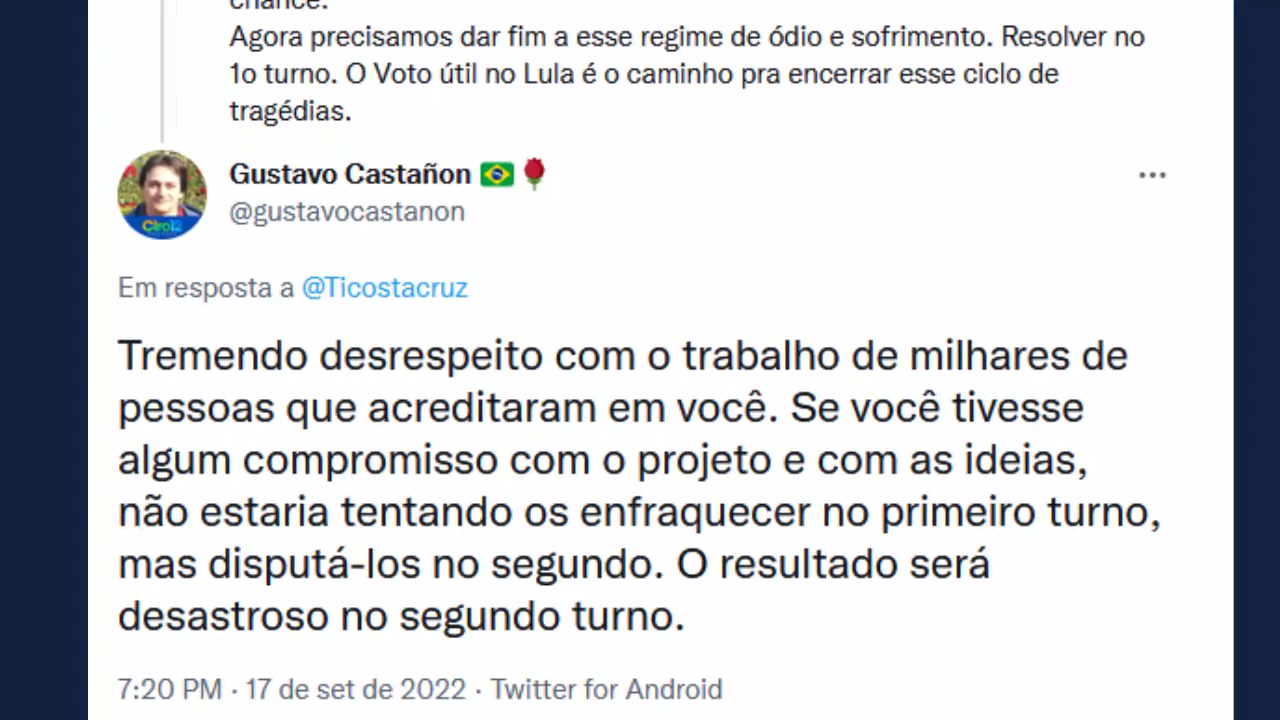 chance.
Agora precisamos dar fim a esse regime de ódio e sofrimento. Resolver no
1o turno. O Voto útil no Lula é o caminho pra encerrar esse ciclo de
tragédias.
Gustavo Castañon
@gustavocastanon
Ciro12
Em resposta a @Ticostacruz
Tremendo desrespeito com o trabalho de milhares de
pessoas que acreditaram em você. Se você tivesse
algum compromisso com o projeto e com as ideias,
não estaria tentando os enfraquecer no primeiro turno,
mas disputá-los no segundo. O resultado será
desastroso no segundo turno.
7:20 PM · 17 de set de 2022 · Twitter for Android